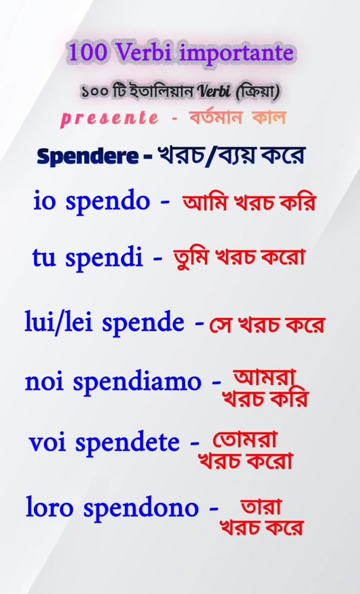 100 Verbi importante
১০০ টি ইতালিয়ান Verbi (ক্রিয়া)
presente - বর্তমান কাল
Spendere - খরচ/ব্যয় করে
io spendo - আমি খরচ করি
tu spendi - তুমি খরচ করো
lui/lei spende - সে খরচ করে
noi spendiamo - আমরা
খরচ করি
voi spendete - তোমরা
খরচ করো
loro spendono - তারা
খরচ করে